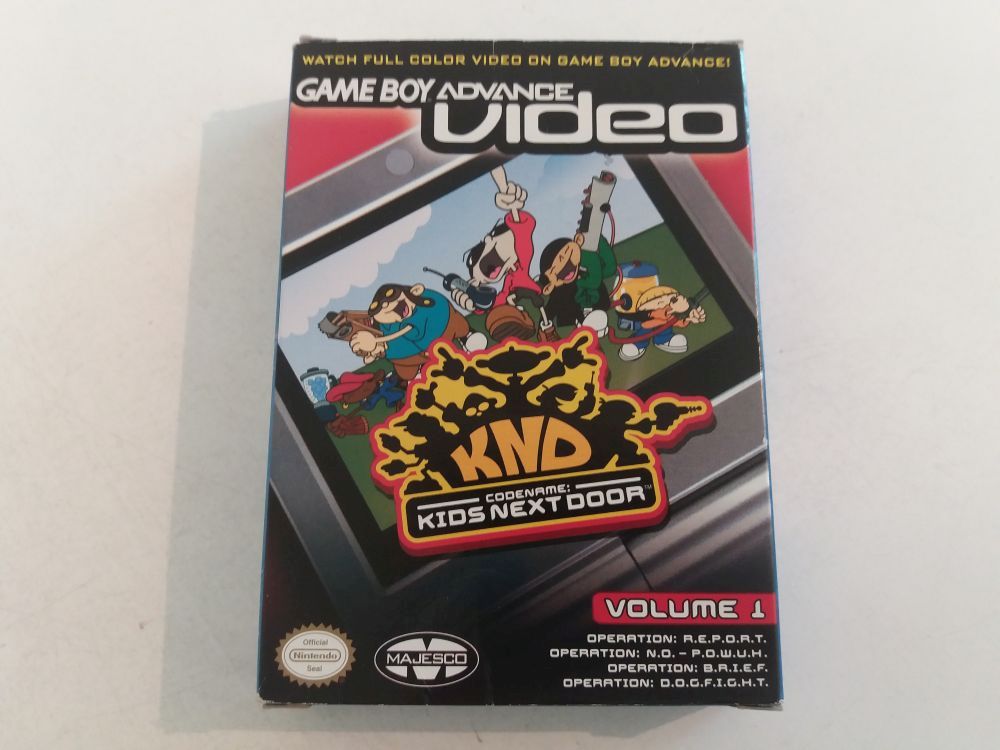 WATCH FULL COLOR VIDEO ON GAME BOY ADVANCE!
GAME BOY ADVANCE
video
KND
CODENAME:
KIDS NEXT DOOR™
VOLUME 1
OPERATION: R.E.P.O.R.T.
OPERATION: N.O. - P.O.W.U.H.
OPERATION: B.R.I.E.F.
OPERATION: D.O.G.F.I.G.H.T.
Official
Nintendo
Seal
MAJESCO